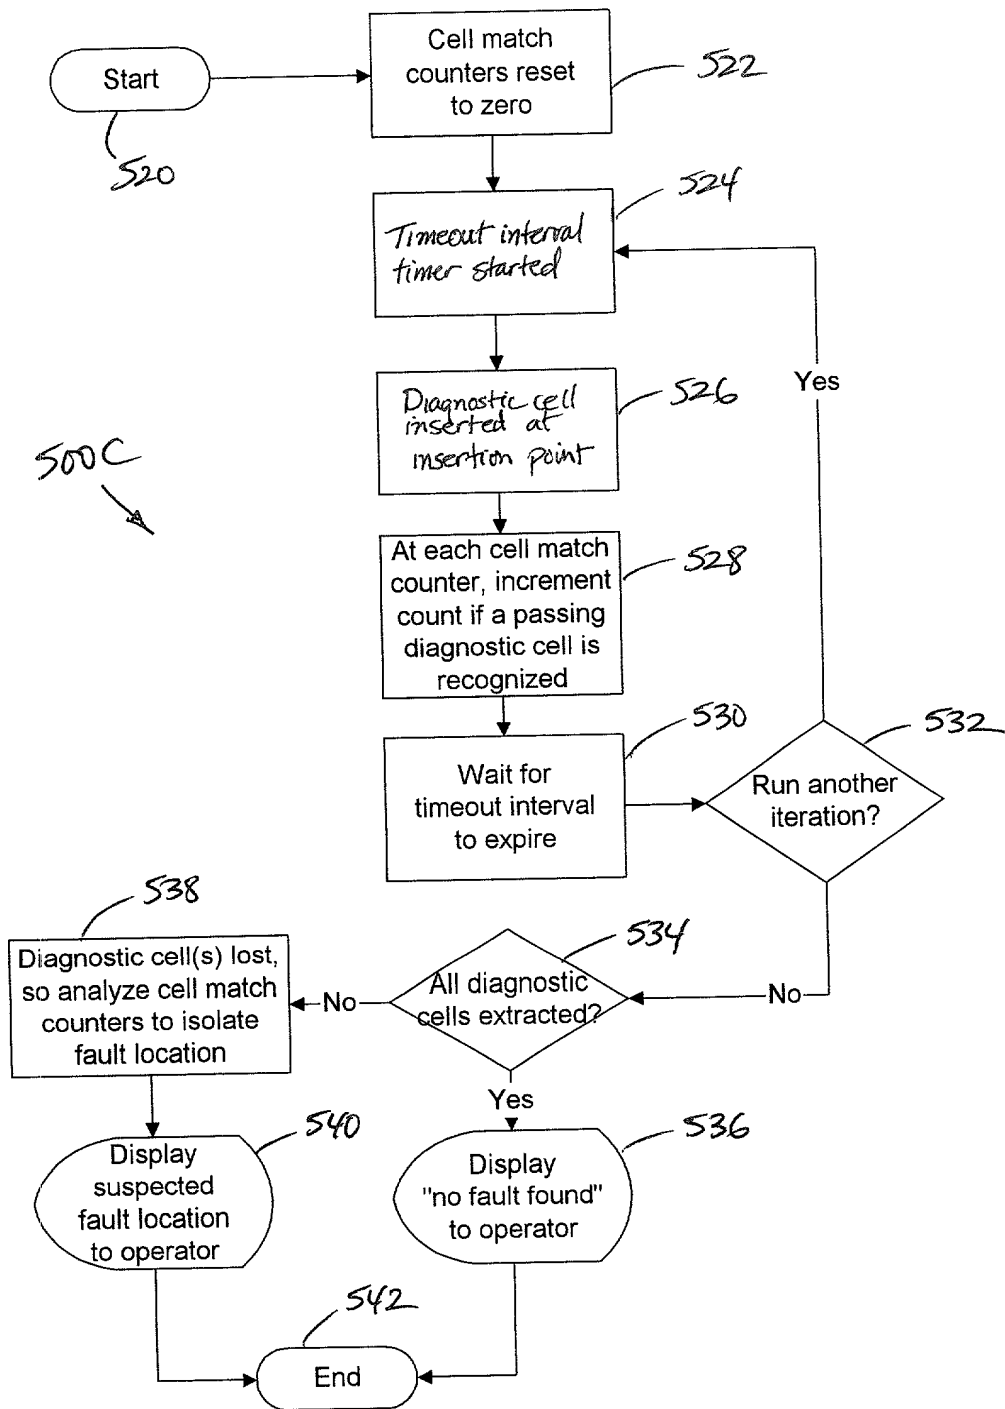 Start
520
Cell match
counters reset
to zero
522
Timeout interval
timer started
524
Diagnostic cell
inserted at
insertion point
526
500C
Yes
At each cell match
counter, increment
count if a passing
diagnostic cell is
recognized
528
Wait for
timeout interval
to expire
530
Run another
iteration?
532
No
All diagnostic
cells extracted?
534
No
Diagnostic cell(s) lost,
so analyze cell match
counters to isolate
fault location
538
Yes
Display
suspected
fault location
to operator
540
Display
"no fault found"
to operator
536
End
542